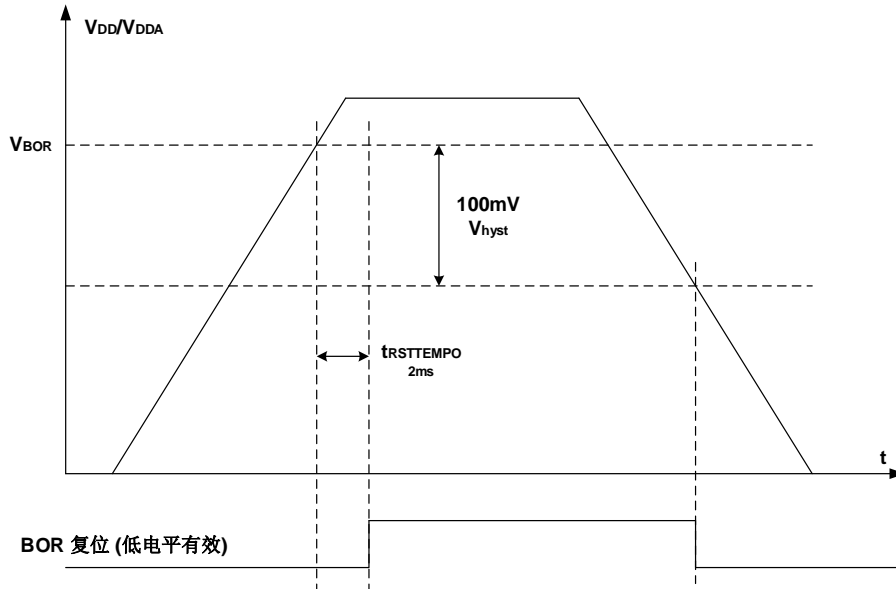 VDD/VDDA
VBOR
100mV
Vhyst
tRSTTEMPO
2ms
t
BOR 复位 (低电平有效)